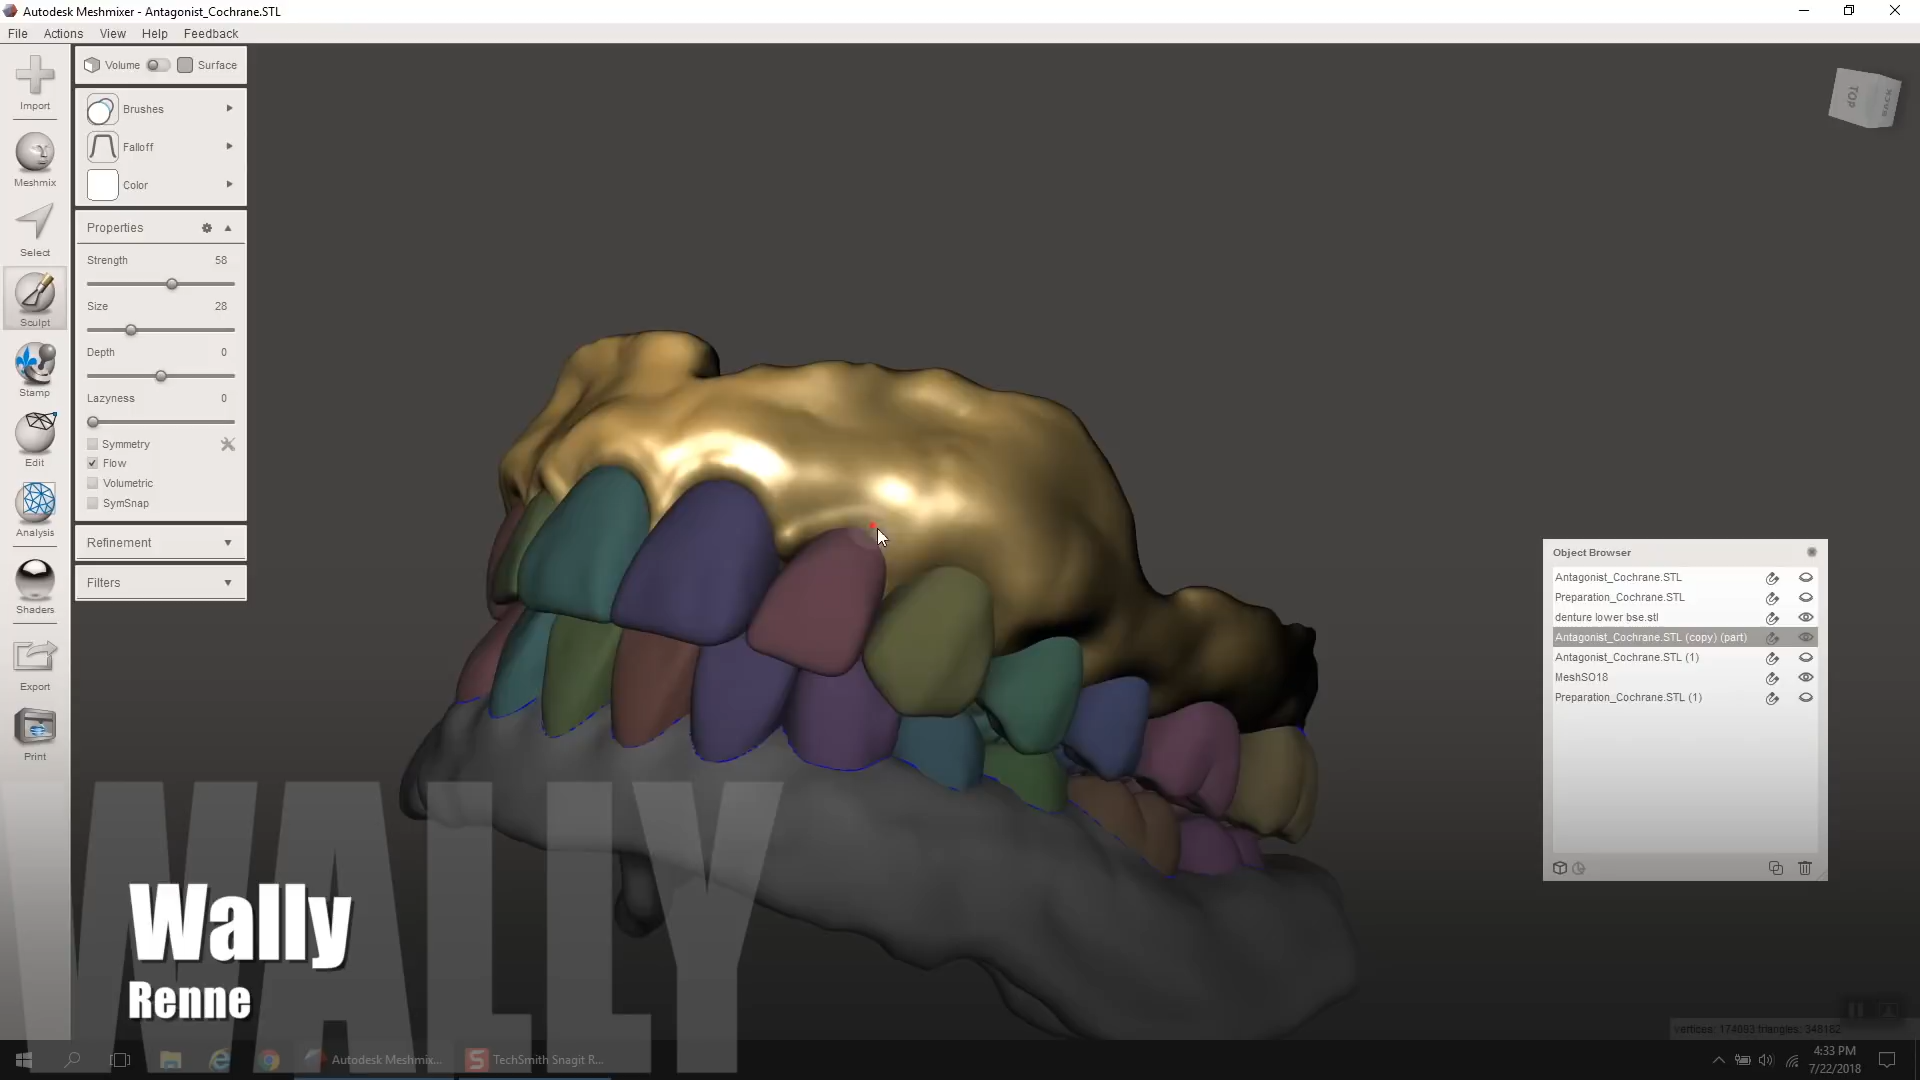 Autodesk Meshmixer - Antagonist_Cochrane.STL
File Actions View Help Feedback
Import
Meshmix
Select
Sculpt
Stamp
Edit
Analysis
Shaders
Export
Print
Volume Surface
Brushes
Falloff
Color
Properties
Strength 58
Size 28
Depth 0
Lazyness 0
Symmetry
Flow
Volumetric
SymSnap
Refinement
Filters
TOP BACK
Object Browser
Antagonist_Cochrane.STL
Preparation_Cochrane.STL
denture lower bse.stl
Antagonist_Cochrane.STL (copy) (part)
Antagonist_Cochrane.STL (1)
MeshSO18
Preparation_Cochrane.STL (1)
WALLY
Wally
Renne
Autodesk Meshmix...
TechSmith Snagit R...
4:33 PM
7/22/2018